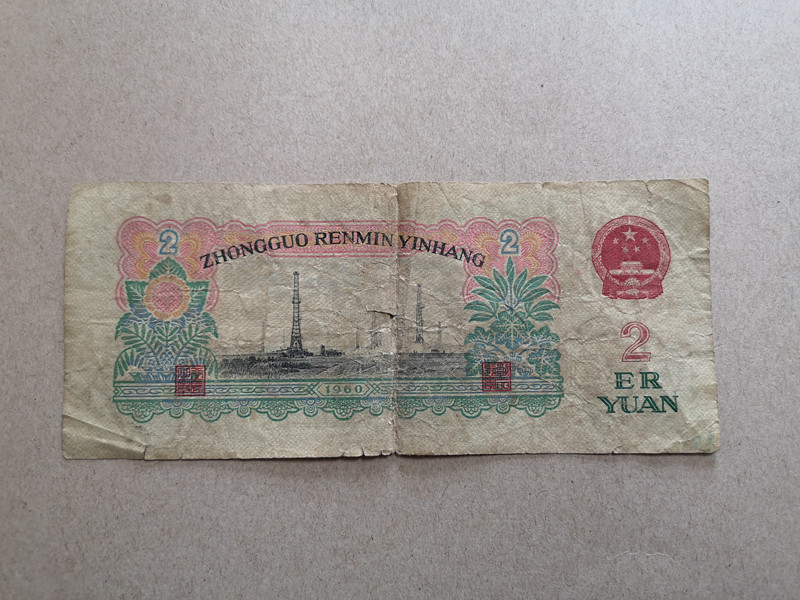 2 2
ZHONGGUO RENMIN YINHANG
1960
2
ER
YUAN